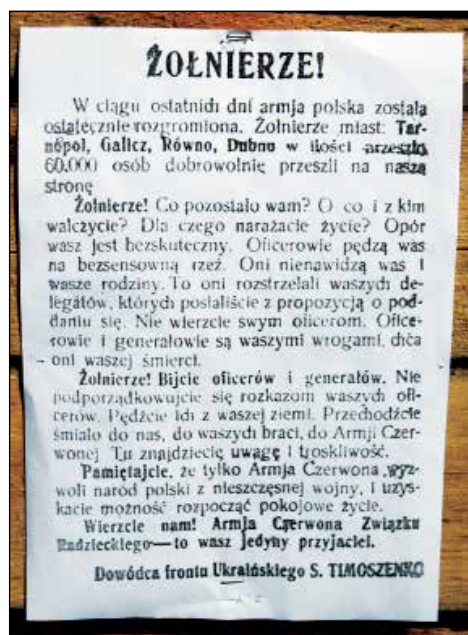 ŻOŁNIERZE!
W ciągu ostatnich dni armja polska została
ostatecznie rozgromiona. Żołnierze miast: Tar-
nopol, Galicz, Równo, Dubno w ilości przeszło
60.000 osób dobrowolnie przeszli na naszą
stronę
Żołnierze! Co pozostało wam? O co i z kim
walczycie? Dla czego narażacie życie? Opór
wasz jest bezskuteczny. Oficerowie pędzą was
na bezsensowną rzeź. Oni nienawidzą was i
wasze rodziny. To oni rozstrzelali waszych de-
legatów, których posłaliście z propozycją o pod-
daniu się. Nie wierzcie swym oficerom. Ofice-
rowie i generałowie są waszymi wrogami, chcą
oni waszej śmierci.
Żołnierze! Bijcie oficerów i generałów. Nie
podporządkowujcie się rozkazom waszych ofi-
cerów. Pędźcie ich z waszej ziemi. Przechodźcie
śmiało do nas, do waszych braci, do Armji Czer-
wonej. Tu znajdziecie uwagę i troskliwość.
Pamiętajcie, że tylko Armja Czerwona wyz-
woli naród polski z nieszczęsnej wojny, i uzys-
kacie możność rozpocząć pokojowe życie.
Wierzcie nam! Armja Czerwona Związku
Radzieckiego—to wasz jedyny przyjaciel.
Dowódca frontu Ukraińskiego S. TIMOSZENKO